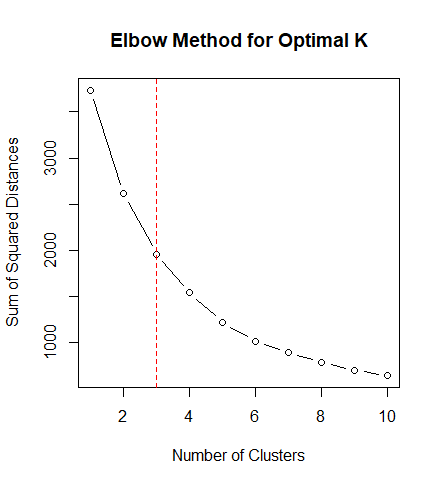 Elbow Method for Optimal K
Sum of Squared Distances
3000
2000
1000
2 4 6 8 10
Number of Clusters